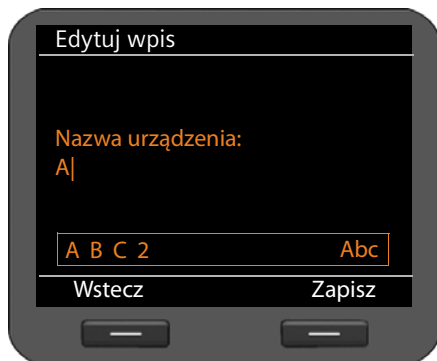 Edytuj wpis
Nazwa urządzenia:
A|
A B C 2 Abc
Wstecz Zapisz